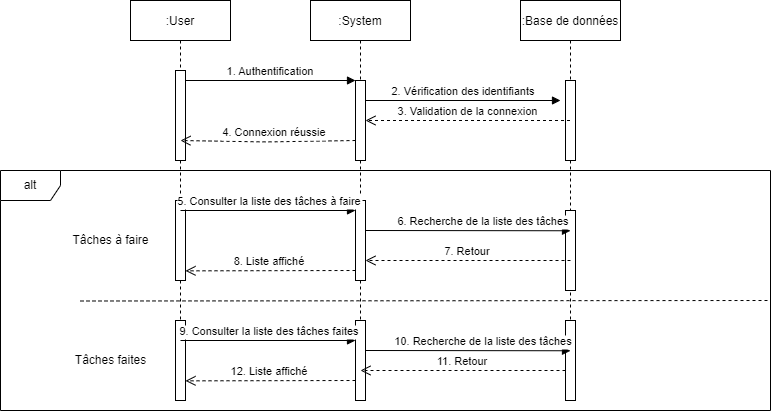 :User
:System
:Base de données
1. Authentification
2. Vérification des identifiants
3. Validation de la connexion
4. Connexion réussie
alt
5. Consulter la liste des tâches à faire
6. Recherche de la liste des tâches
Tâches à faire
7. Retour
8. Liste affiché
9. Consulter la liste des tâches faites
10. Recherche de la liste des tâches
Tâches faites
11. Retour
12. Liste affiché